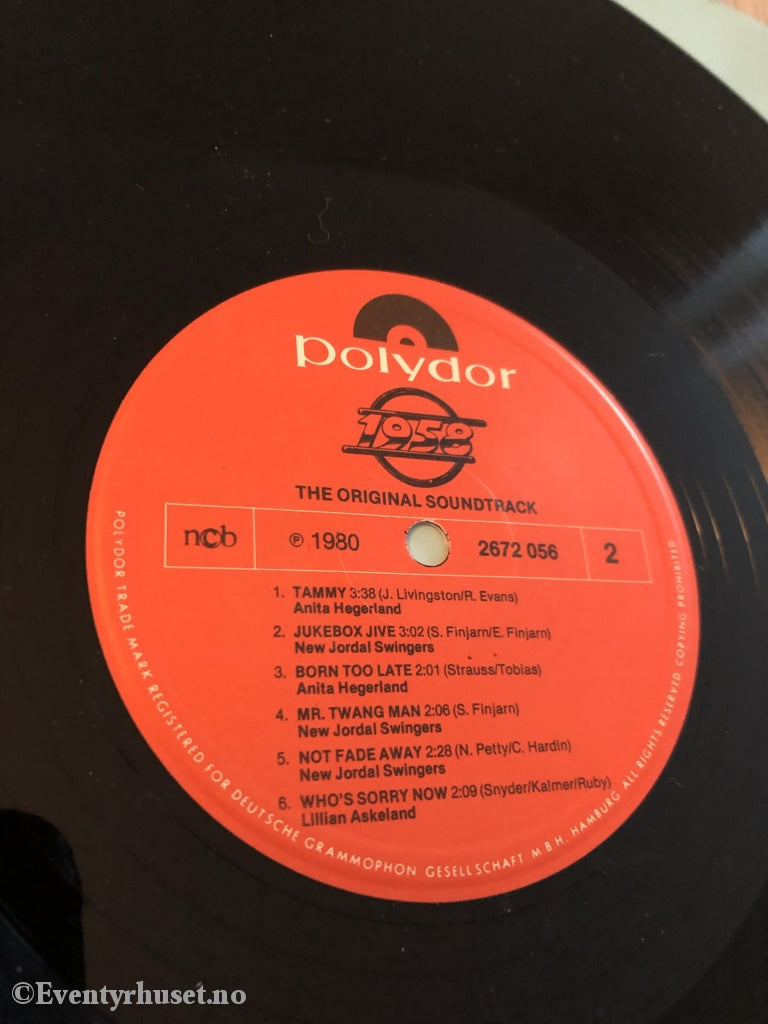 polydor
1958
THE ORIGINAL SOUNDTRACK
ncb ℗ 1980 2672 056 2
1. TAMMY 3:38 (J. Livingston/R. Evans)
Anita Hegerland
2. JUKEBOX JIVE 3:02 (S. Finjarn/E. Finjarn)
New Jordal Swingers
3. BORN TOO LATE 2:01 (Strauss/Tobias)
Anita Hegerland
4. MR. TWANG MAN 2:06 (S. Finjarn)
New Jordal Swingers
5. NOT FADE AWAY 2:28 (N. Petty/C. Hardin)
New Jordal Swingers
6. WHO'S SORRY NOW 2:09 (Snyder/Kalmer/Ruby)
Lillian Askeland
POLYDOR TRADE MARK REGISTERED FOR DEUTSCHE GRAMMOPHON GESELLSCHAFT M B H. HAMBURG ALL RIGHTS RESERVED COPYING PROHIBITED
©Eventyrhuset.no